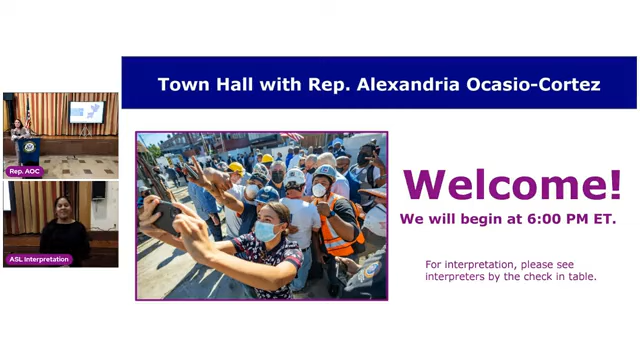 Town Hall with Rep. Alexandria Ocasio-Cortez
Rep. AOC
ASL Interpretation
Welcome!
We will begin at 6:00 PM ET.
For interpretation, please see
interpreters by the check in table.